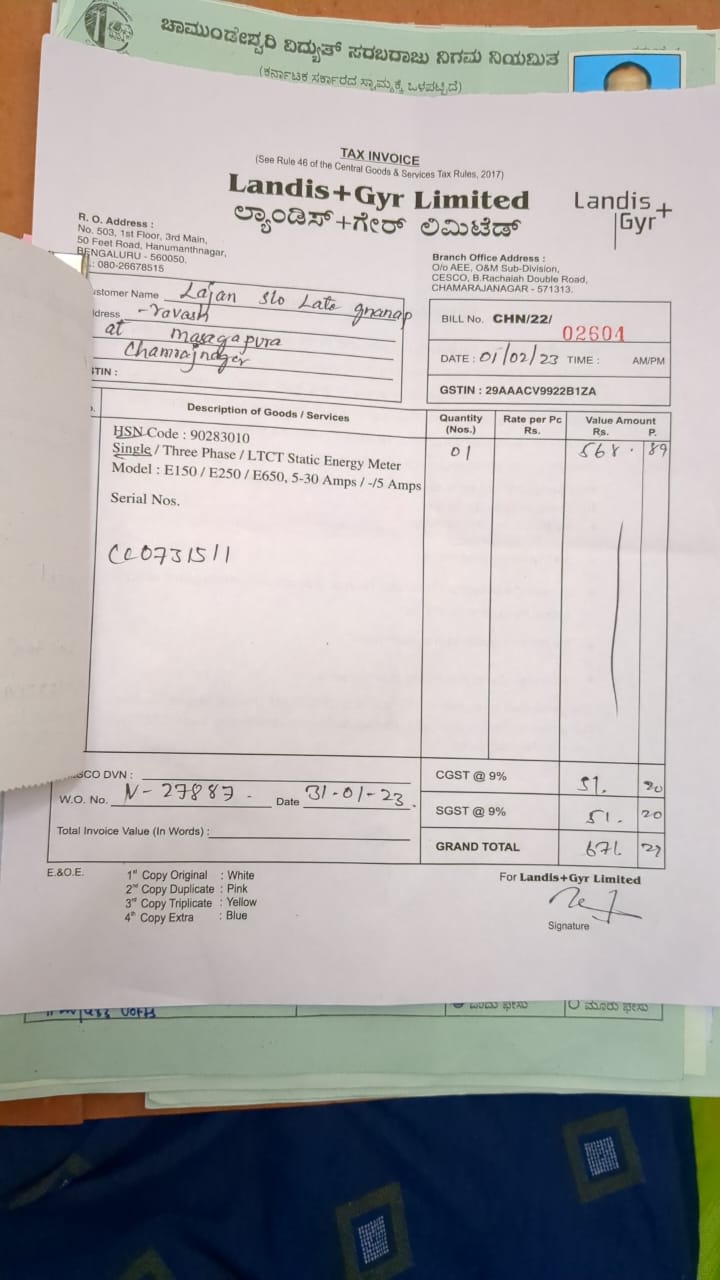 ಚಾಮುಂಡೇಶ್ವರಿ ವಿದ್ಯುತ್ ಸರಬರಾಜು ನಿಗಮ ನಿಯಮಿತ
(ಕರ್ನಾಟಕ ಸರ್ಕಾರದ ಸ್ವಾಮ್ಯಕ್ಕೆ ಒಳಪಟ್ಟಿದೆ)
TAX INVOICE
(See Rule 46 of the Central Goods & Services Tax Rules, 2017)
Landis+Gyr Limited
ಲ್ಯಾಂಡಿಸ್+ಗೇರ್ ಲಿಮಿಟೆಡ್
Landis+
Gyr
R. O. Address :
No. 503, 1st Floor, 3rd Main,
50 Feet Road, Hanumanthnagar,
BENGALURU - 560050.
: 080-26678515
Branch Office Address :
O/o AEE, O&M Sub-Division,
CESCO, B.Rachaiah Double Road,
CHAMARAJANAGAR - 571313.
ustomer Name Lajan S/o Late gnanap
dress -ravash
at masagapura
Chamrajnager
STIN :
BILL No. CHN/22/ 02604
DATE : 01/02/23 TIME : AM/PM
GSTIN : 29AAACV9922B1ZA
Description of Goods / Services
Quantity (Nos.)
Rate per Pc Rs.
Value Amount Rs. P.
HSN Code : 90283010
Single / Three Phase / LTCT Static Energy Meter
Model : E150 / E250 / E650, 5-30 Amps / -/5 Amps
Serial Nos.
01
568. 89
CC0731511
SCO DVN :
W.O. No. N-27887 - Date 31-01-23.
Total Invoice Value (In Words) :
CGST @ 9% 51. 20
SGST @ 9% 51. 20
GRAND TOTAL 671. 29
E.&O.E.
1st Copy Original : White
2nd Copy Duplicate : Pink
3rd Copy Triplicate : Yellow
4th Copy Extra : Blue
For Landis+Gyr Limited
Signature
ಒಂದು ಫೇಸು
ಮೂರು ಫೇಸು